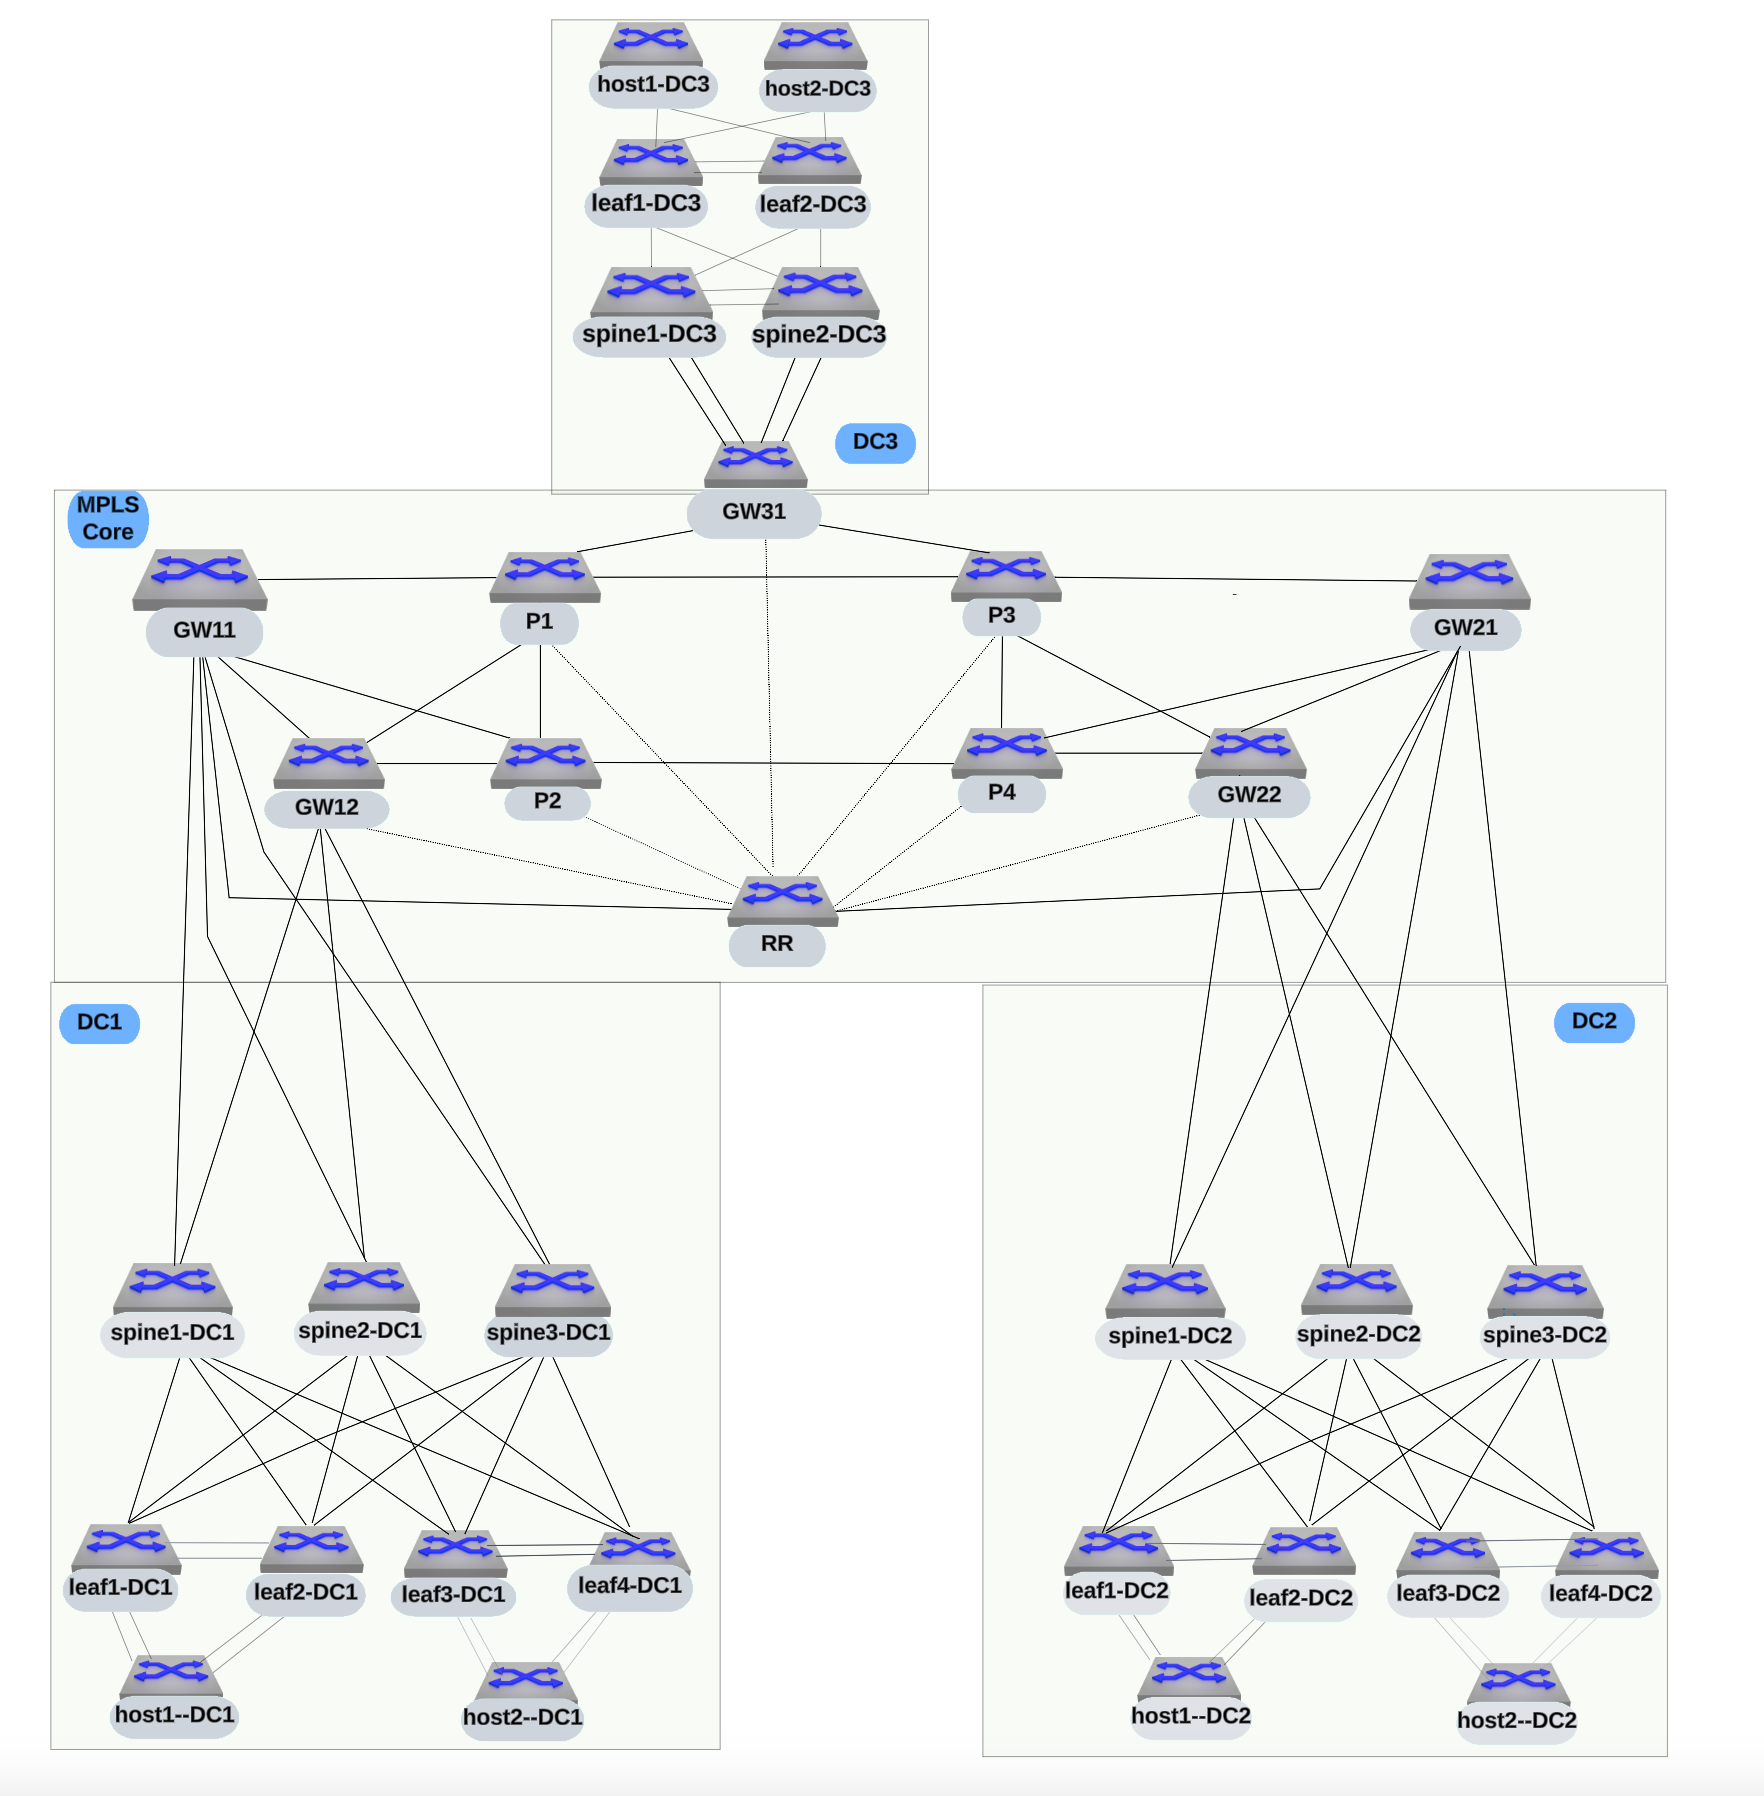 host1-DC3
host2-DC3
leaf1-DC3
leaf2-DC3
spine1-DC3
spine2-DC3
DC3
MPLS
Core
GW31
GW11
P1
P3
GW21
-
GW12
P2
P4
GW22
RR
DC1
DC2
spine1-DC1
spine2-DC1
spine3-DC1
spine1-DC2
spine2-DC2
spine3-DC2
leaf1-DC1
leaf2-DC1
leaf3-DC1
leaf4-DC1
leaf1-DC2
leaf2-DC2
leaf3-DC2
leaf4-DC2
host1--DC1
host2--DC1
host1--DC2
host2--DC2